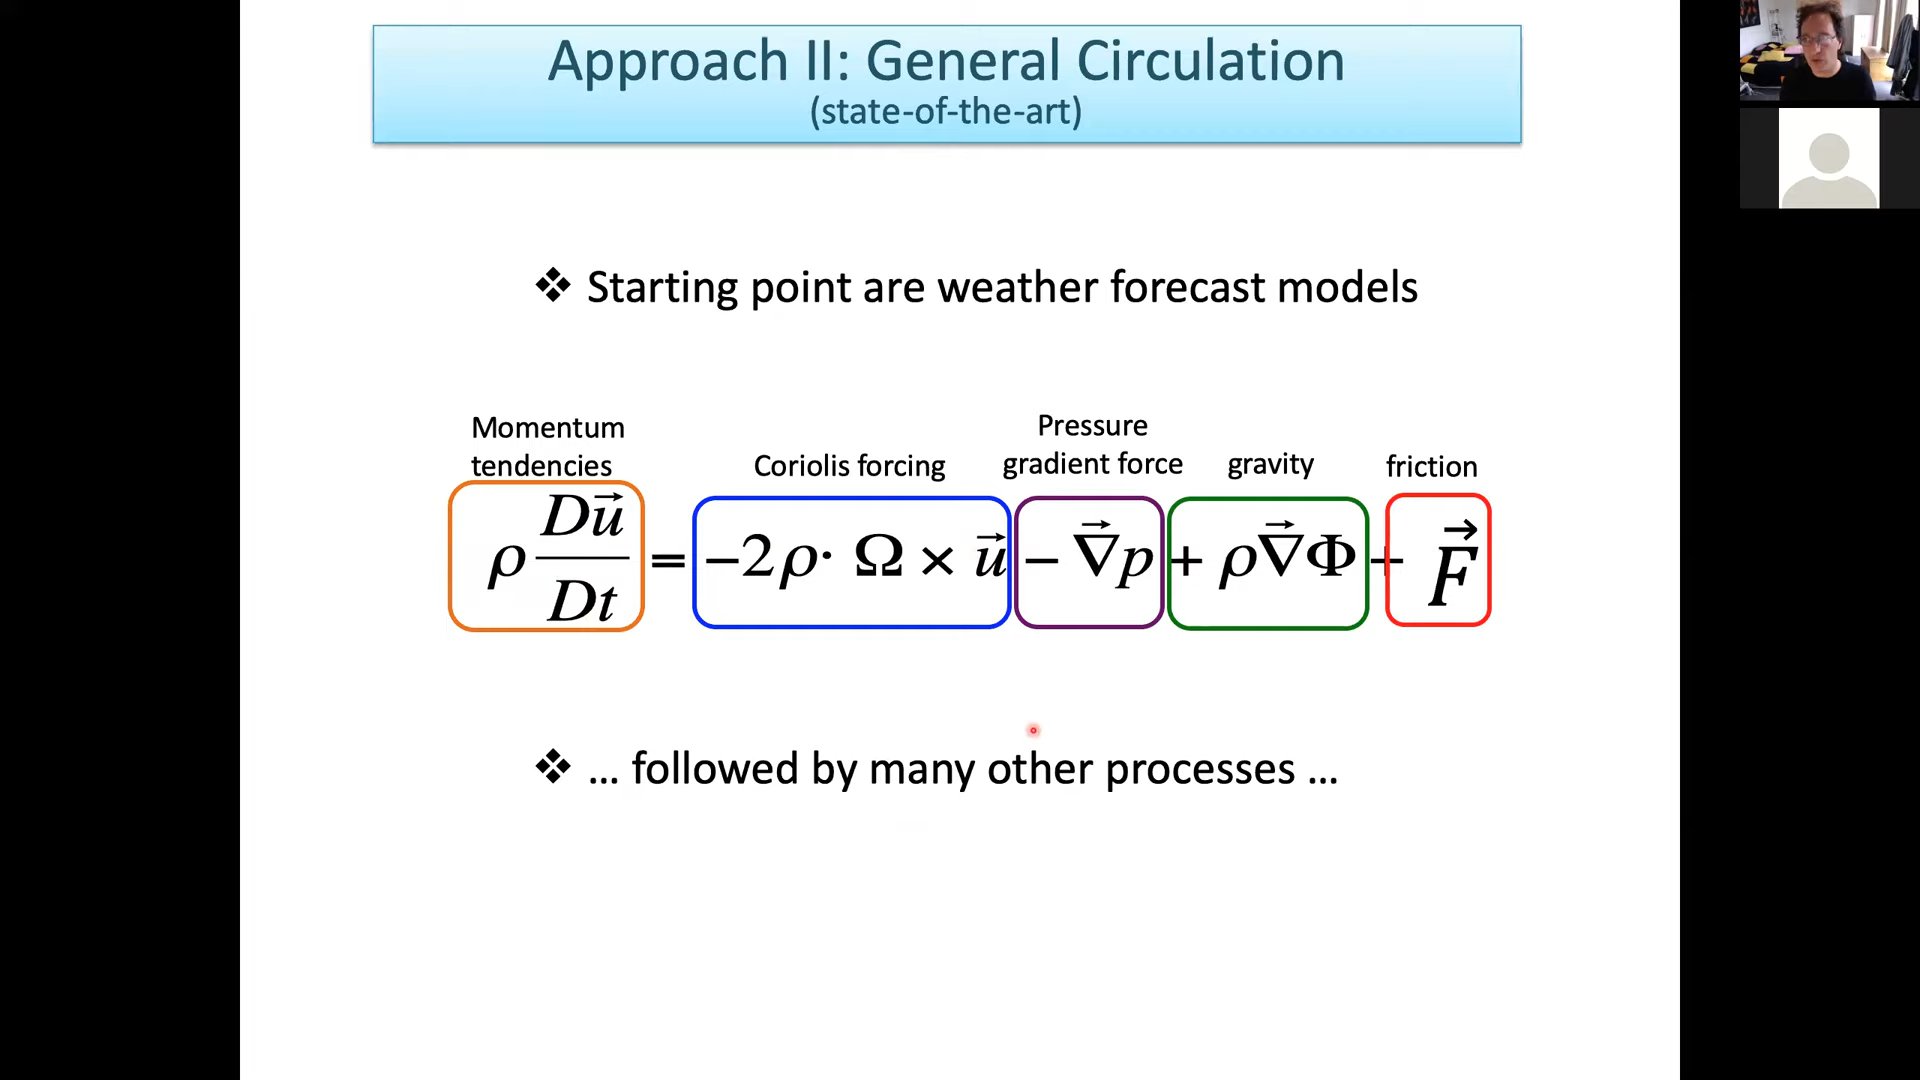 Approach II: General Circulation
(state-of-the-art)
❖ Starting point are weather forecast models
Momentum
tendencies
Coriolis forcing
Pressure
gradient force
gravity
friction
ρ Du⃗/Dt = −2ρ· Ω × u⃗ − ∇⃗p + ρ∇⃗Φ + F⃗
❖ ... followed by many other processes ...